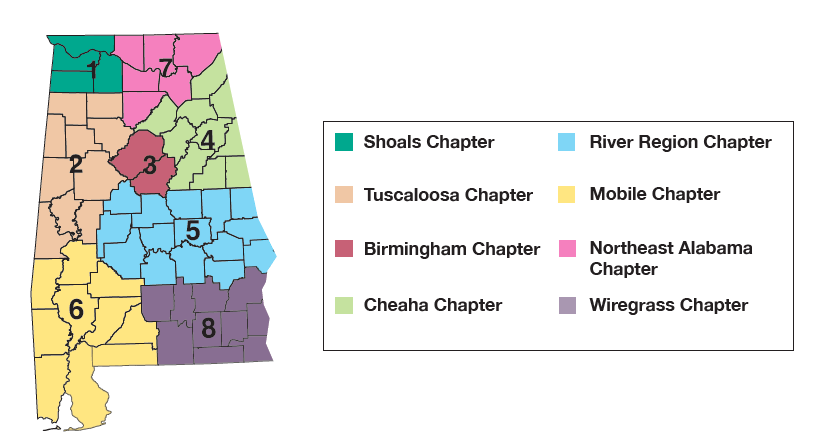 1
7
4
2
3
5
6
8
Shoals Chapter
River Region Chapter
Tuscaloosa Chapter
Mobile Chapter
Birmingham Chapter
Northeast Alabama
Chapter
Cheaha Chapter
Wiregrass Chapter